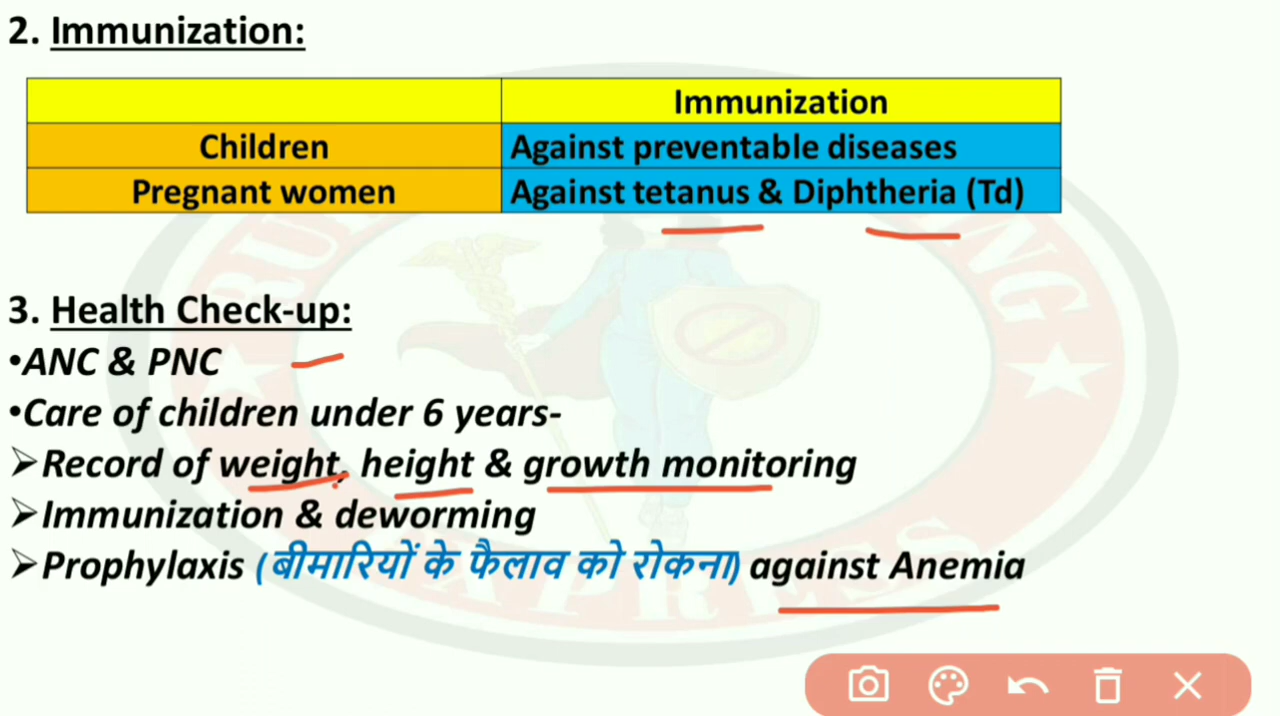 2. Immunization:
Immunization
Children Against preventable diseases
Pregnant women Against tetanus & Diphtheria (Td)
3. Health Check-up:
•ANC & PNC
•Care of children under 6 years-
➢Record of weight, height & growth monitoring
➢Immunization & deworming
➢Prophylaxis (बीमारियों के फैलाव को रोकना) against Anemia